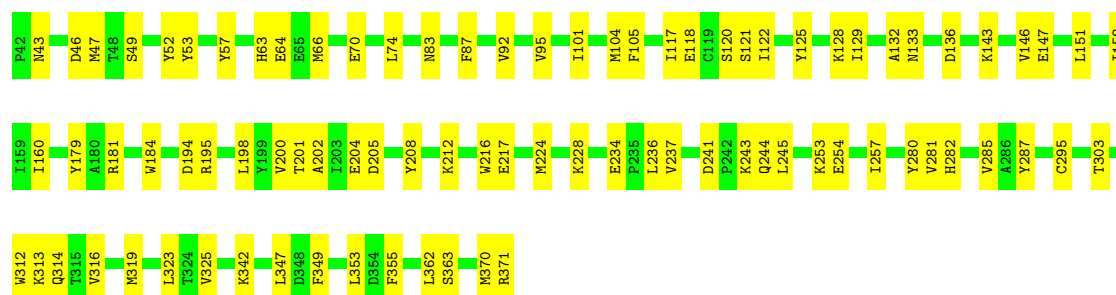 P42 N43 D46 M47 T48 S49 Y52 Y53 Y57 H63 E64 E65 M66 E70 L74 N83 F87 V92 V95 I101 M104 F105 I117 E118 C119 S120 S121 I122 Y125 K128 I129 A132 N133 D136 K143 V146 E147 L151
I159 I160 Y179 A180 R181 W184 D194 R195 L198 Y199 V200 T201 A202 I203 E204 D205 Y208 K212 W216 E217 M224 K228 E234 P235 L236 V237 D241 P242 K243 Q244 L245 K253 E254 I257 Y280 V281 H282 V285 A286 Y287 C295 T303
W312 K313 Q314 T315 V316 M319 L323 T324 V325 K342 L347 D348 F349 L353 D354 F355 L362 S363 M370 R371